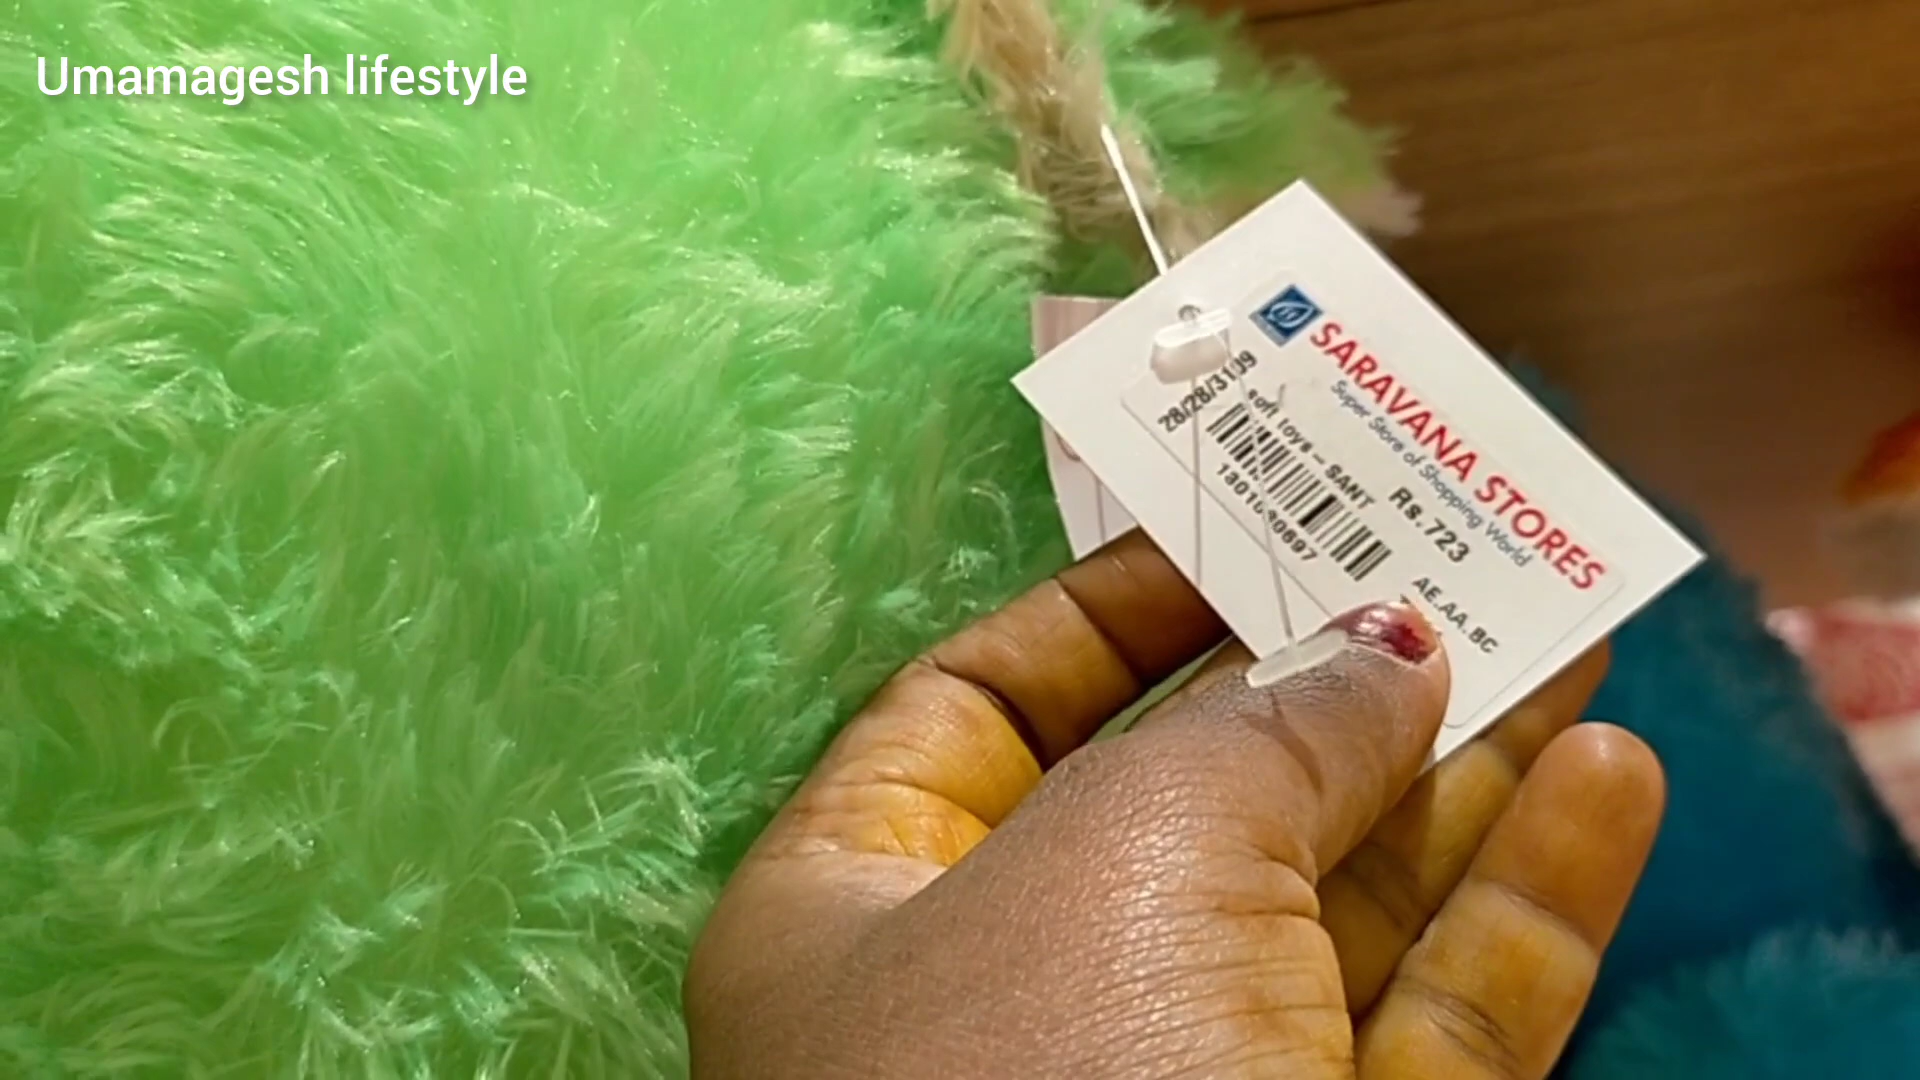 Umamagesh lifestyle
SARAVANA STORES
Super Store of Shopping World
Rs.723
soft toys - SANT
28/28/3109
AE.AA.BC